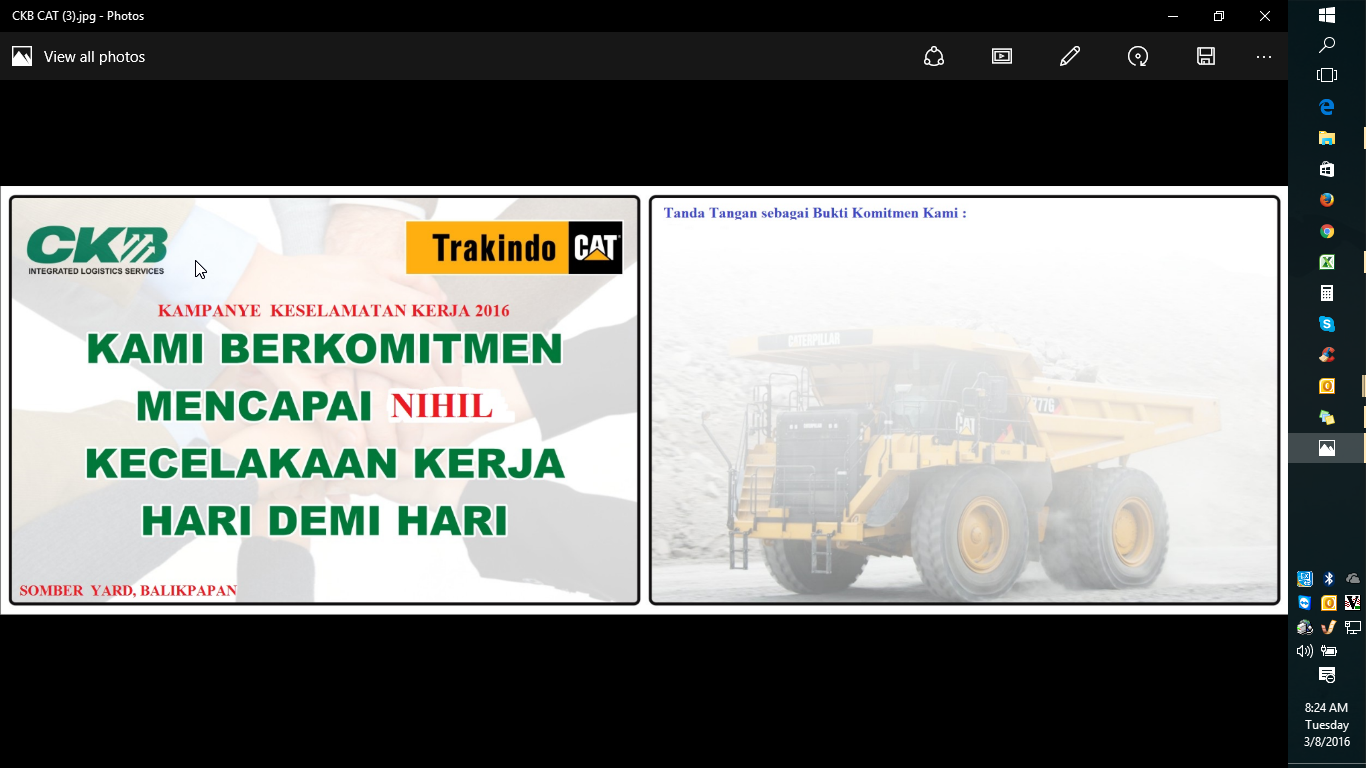 CKB CAT (3).jpg - Photos
View all photos
CKB
INTEGRATED LOGISTICS SERVICES
Trakindo CAT
KAMPANYE KESELAMATAN KERJA 2016
KAMI BERKOMITMEN
MENCAPAI NIHIL
KECELAKAAN KERJA
HARI DEMI HARI
SOMBER YARD, BALIKPAPAN
Tanda Tangan sebagai Bukti Komitmen Kami :
CATERPILLAR
CAT
777G
8:24 AM
Tuesday
3/8/2016